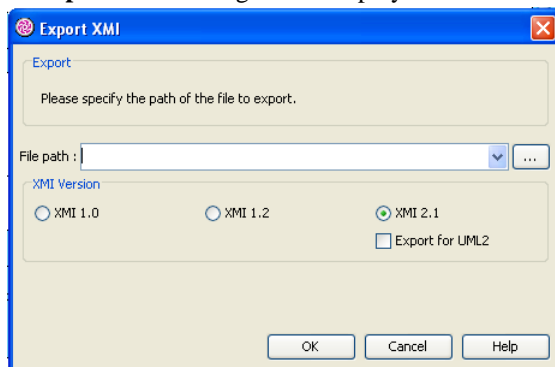 Export XMI
Export
Please specify the path of the file to export.
File path :
...
XMI Version
XMI 1.0
XMI 1.2
XMI 2.1
Export for UML2
OK
Cancel
Help